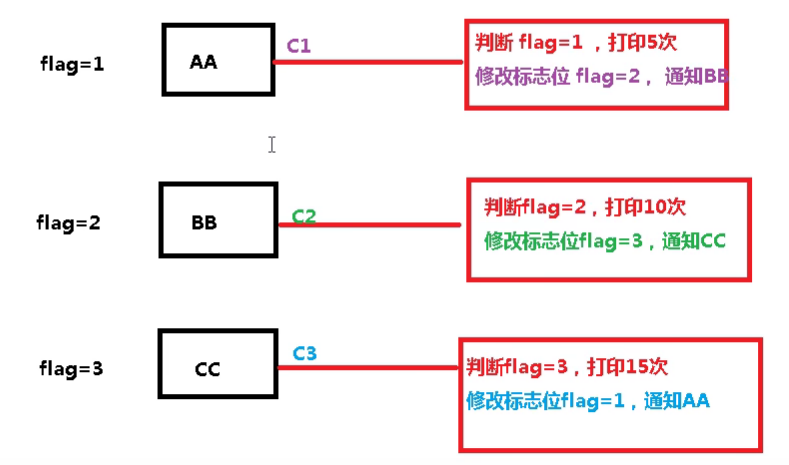 flag=1
AA
C1
判断 flag=1 ，打印5次
修改标志位 flag=2， 通知BB
flag=2
BB
C2
判断flag=2，打印10次
修改标志位flag=3，通知CC
flag=3
CC
C3
判断flag=3，打印15次
修改标志位flag=1，通知AA